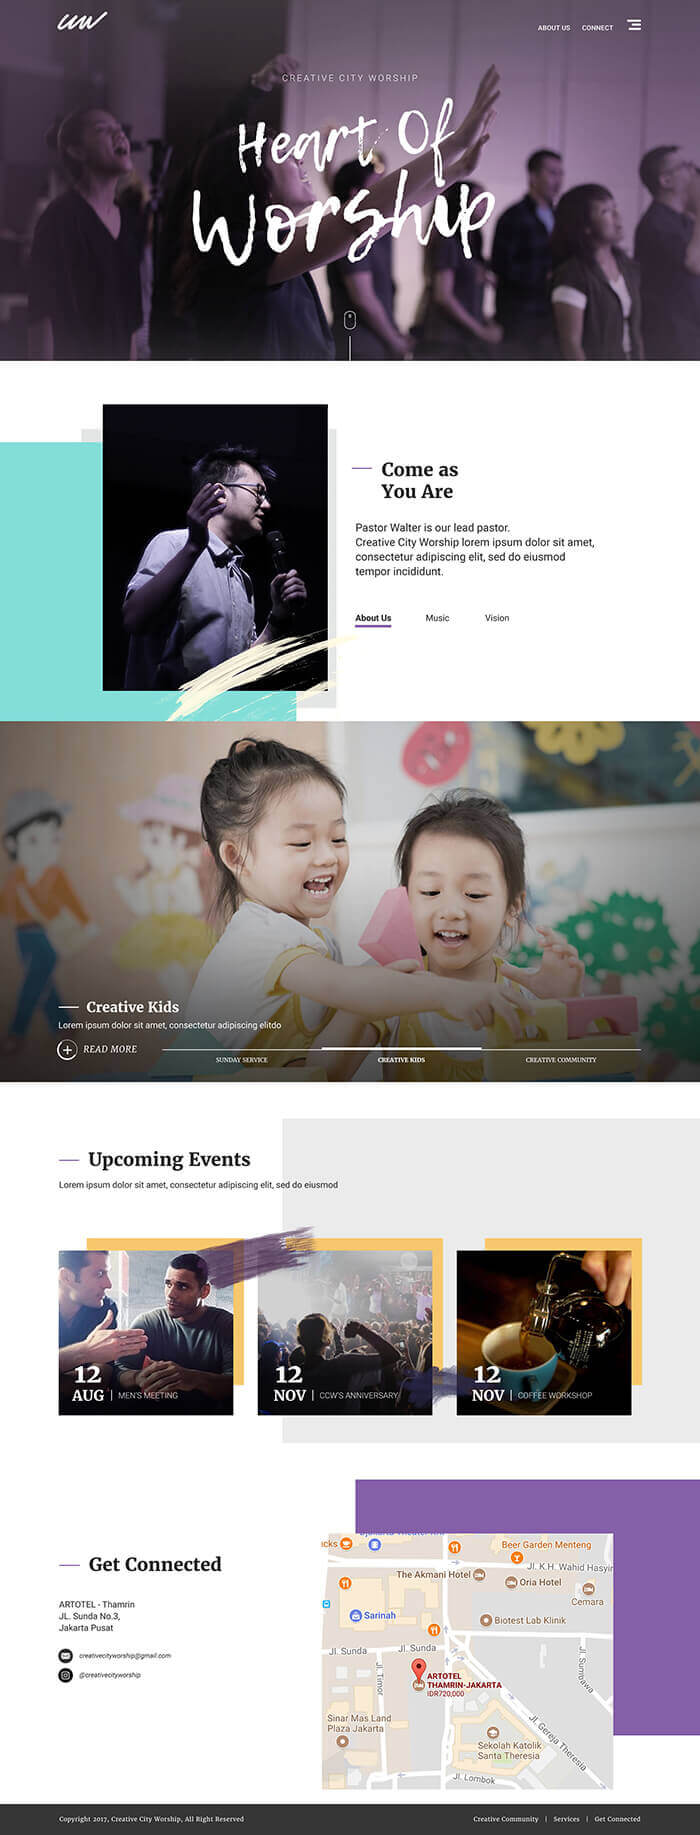 ccw
ABOUT US
CONNECT
CREATIVE CITY WORSHIP
Heart Of
Worship
Come as
You Are
Pastor Walter is our lead pastor.
Creative City Worship lorem ipsum dolor sit amet,
consectetur adipiscing elit, sed do eiusmod
tempor incididunt.
About Us
Music
Vision
Creative Kids
Lorem ipsum dolor sit amet, consectetur adipiscing elitdo
READ MORE
SUNDAY SERVICE
CREATIVE KIDS
CREATIVE COMMUNITY
Upcoming Events
Lorem ipsum dolor sit amet, consectetur adipiscing elit, sed do eiusmod
12
AUG | MEN'S MEETING
12
NOV | CCW'S ANNIVERSARY
12
NOV | COFFEE WORKSHOP
Get Connected
ARTOTEL - Thamrin
JL. Sunda No.3,
Jakarta Pusat
creativecityworship@gmail.com
@creativecityworship
Beer Garden Menteng
Jl. K.H. Wahid Hasyim
The Akmani Hotel
Oria Hotel
Cemara
Sarinah
Biotest Lab Klinik
Jl. Sunda
Jl. Sunda
Jl. Sumbawa
Jl. Timor
ARTOTEL
THAMRIN-JAKARTA
IDR720,000
Sinar Mas Land
Plaza Jakarta
Jl. Gereja Theresia
Sekolah Katolik
Santa Theresia
Jl. Lombok
Copyright 2017, Creative City Worship, All Right Reserved
Creative Community | Services | Get Connected